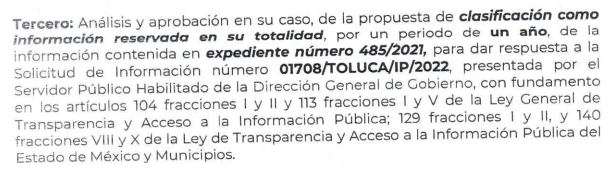 Tercero: Análisis y aprobación en su caso, de la propuesta de clasificación como
información reservada en su totalidad, por un periodo de un año, de la
información contenida en expediente número 485/2021, para dar respuesta a la
Solicitud de Información número 01708/TOLUCA/IP/2022, presentada por el
Servidor Público Habilitado de la Dirección General de Gobierno, con fundamento
en los artículos 104 fracciones I y II y 113 fracciones I y V de la Ley General de
Transparencia y Acceso a la Información Pública; 129 fracciones I y II, y 140
fracciones VIII y X de la Ley de Transparencia y Acceso a la Información Pública del
Estado de México y Municipios.